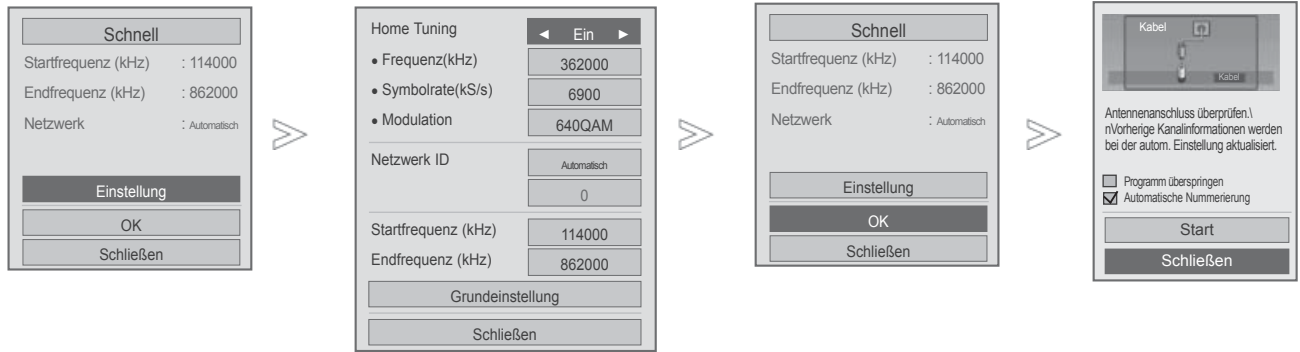 Schnell
Startfrequenz (kHz) : 114000
Endfrequenz (kHz) : 862000
Netzwerk : Automatisch
Einstellung
OK
Schließen
Home Tuning ◄ Ein ►
• Frequenz(kHz) 362000
• Symbolrate(kS/s) 6900
• Modulation 640QAM
Netzwerk ID Automatisch
0
Startfrequenz (kHz) 114000
Endfrequenz (kHz) 862000
Grundeinstellung
Schließen
Schnell
Startfrequenz (kHz) : 114000
Endfrequenz (kHz) : 862000
Netzwerk : Automatisch
Einstellung
OK
Schließen
Kabel
Kabel
Antennenanschluss überprüfen.\
nVorherige Kanalinformationen werden
bei der autom. Einstellung aktualisiert.
Programm überspringen
Automatische Nummerierung
Start
Schließen